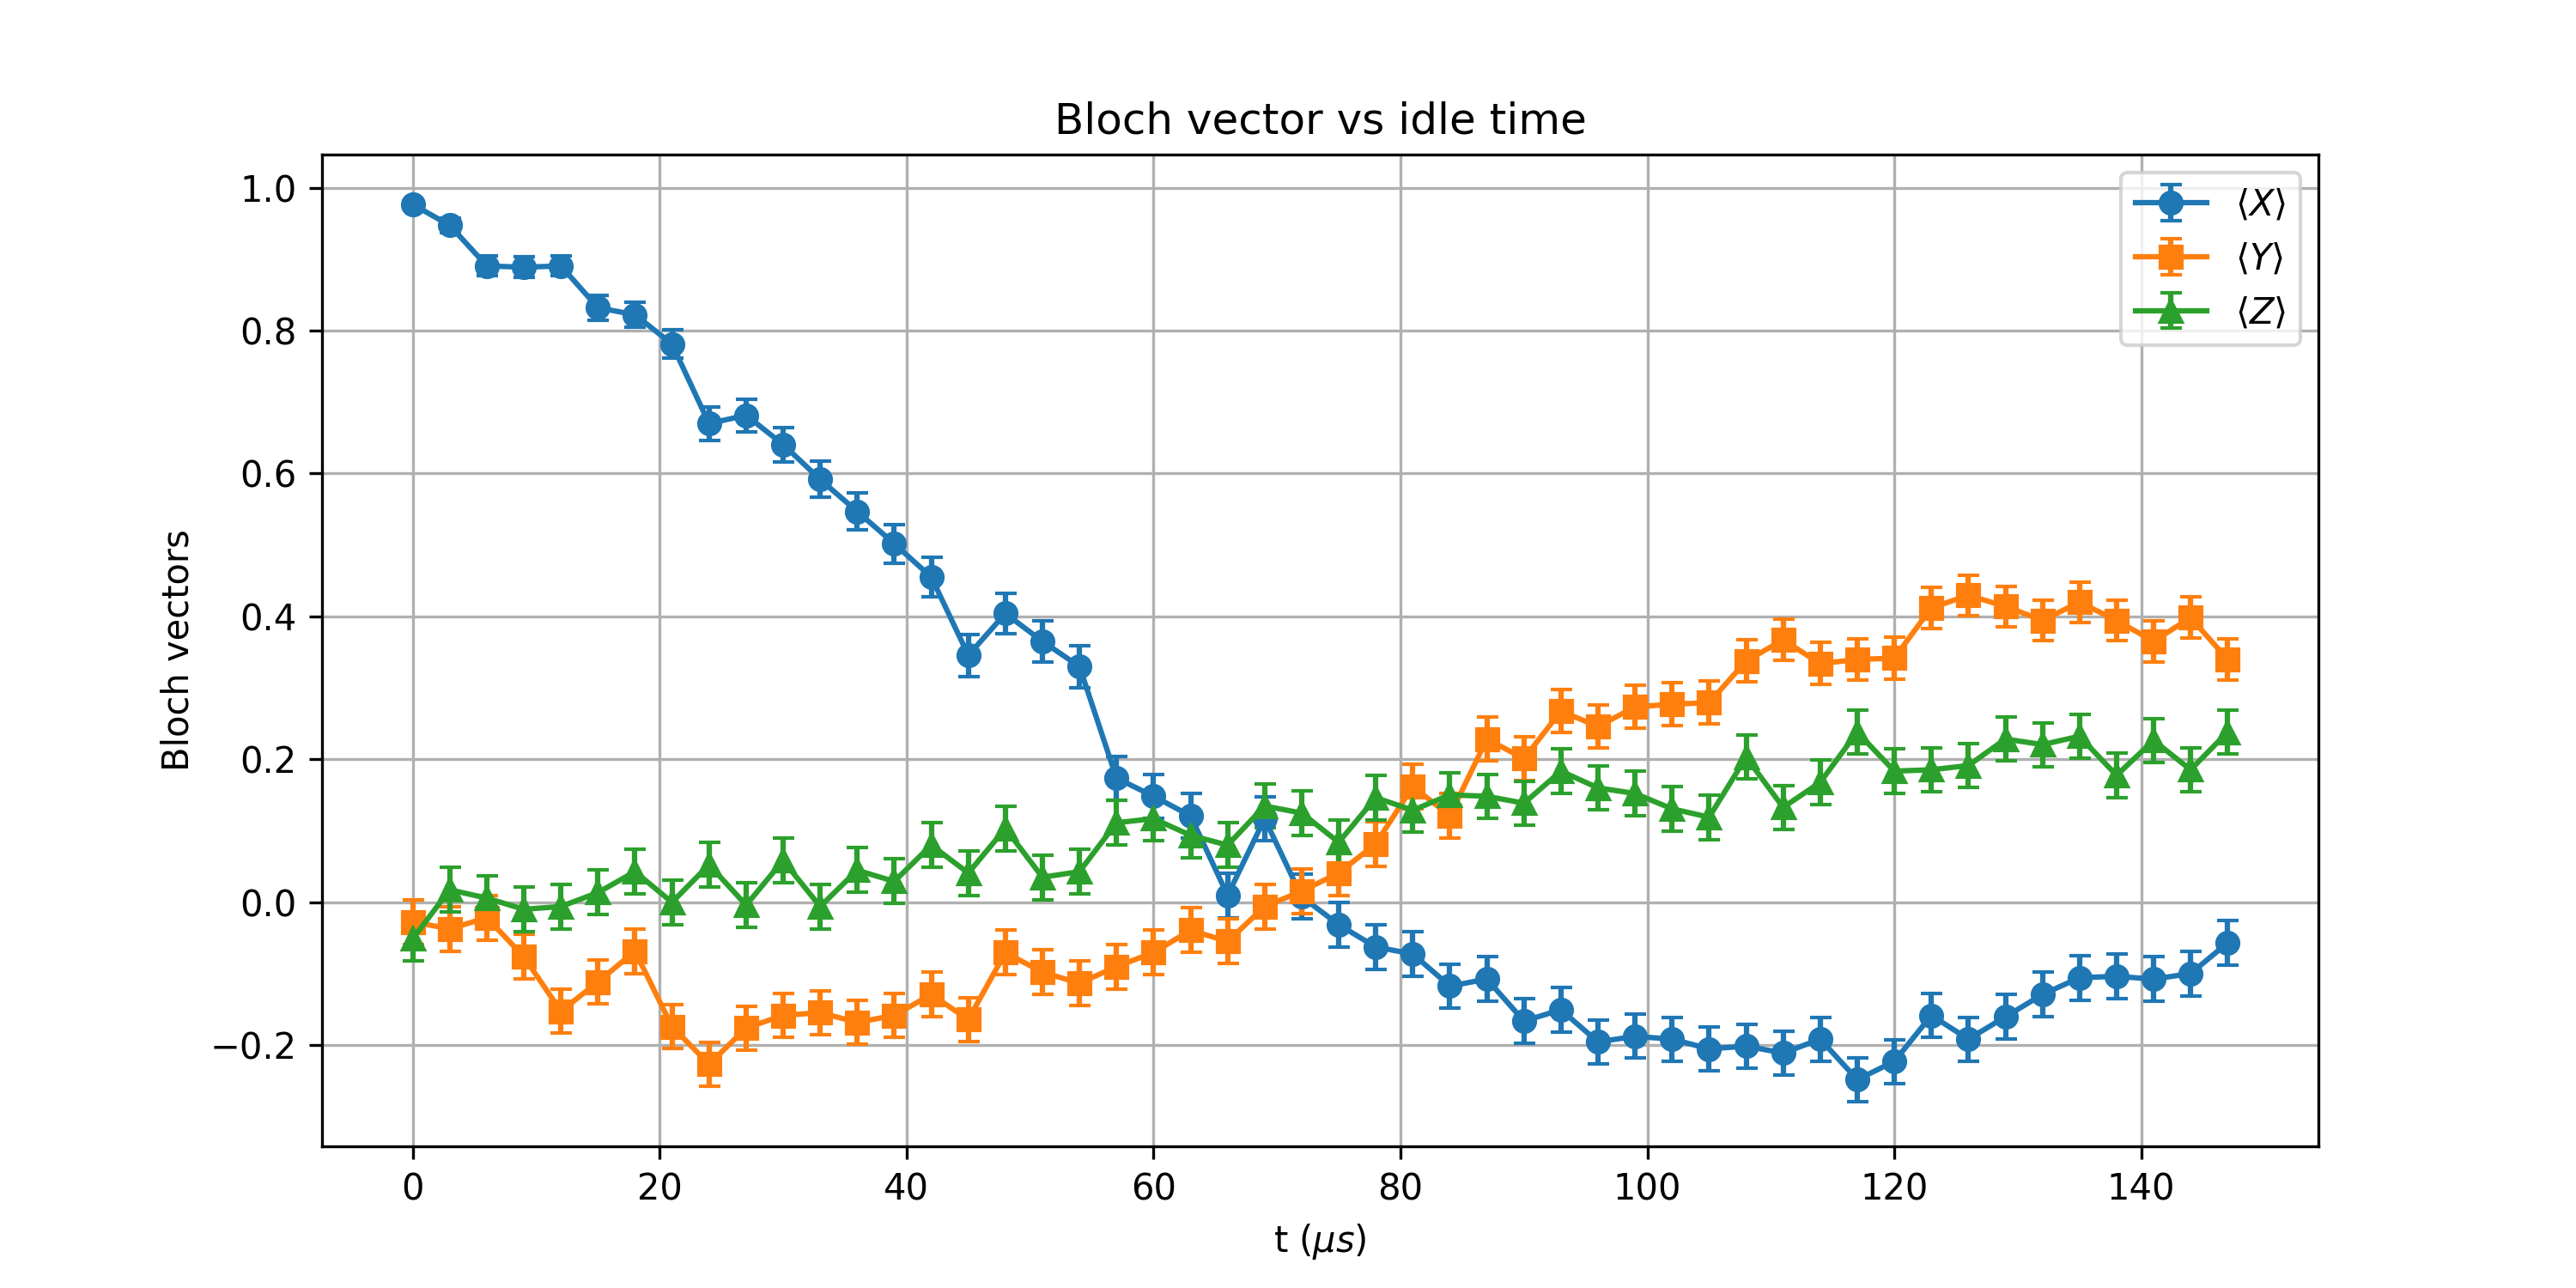 Bloch vector vs idle time
⟨X⟩
⟨Y⟩
⟨Z⟩
Bloch vectors
1.0
0.8
0.6
0.4
0.2
0.0
−0.2
0 20 40 60 80 100 120 140
t (μs)